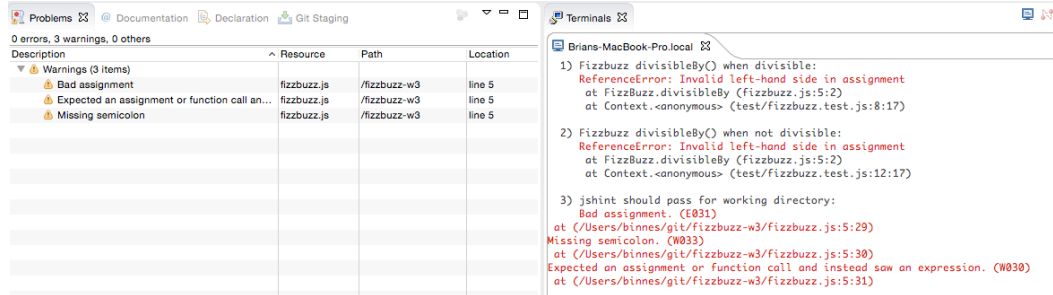 Problems @ Documentation Declaration Git Staging
0 errors, 3 warnings, 0 others
Description Resource Path Location
Warnings (3 items)
Bad assignment fizzbuzz.js /fizzbuzz-w3 line 5
Expected an assignment or function call an... fizzbuzz.js /fizzbuzz-w3 line 5
Missing semicolon fizzbuzz.js /fizzbuzz-w3 line 5
Terminals
Brians-MacBook-Pro.local
1) Fizzbuzz divisibleBy() when divisible:
ReferenceError: Invalid left-hand side in assignment
at FizzBuzz.divisibleBy (fizzbuzz.js:5:2)
at Context.<anonymous> (test/fizzbuzz.test.js:8:17)
2) Fizzbuzz divisibleBy() when not divisible:
ReferenceError: Invalid left-hand side in assignment
at FizzBuzz.divisibleBy (fizzbuzz.js:5:2)
at Context.<anonymous> (test/fizzbuzz.test.js:12:17)
3) jshint should pass for working directory:
Bad assignment. (E031)
at (/Users/binnes/git/fizzbuzz-w3/fizzbuzz.js:5:29)
Missing semicolon. (W033)
at (/Users/binnes/git/fizzbuzz-w3/fizzbuzz.js:5:30)
Expected an assignment or function call and instead saw an expression. (W030)
at (/Users/binnes/git/fizzbuzz-w3/fizzbuzz.js:5:31)